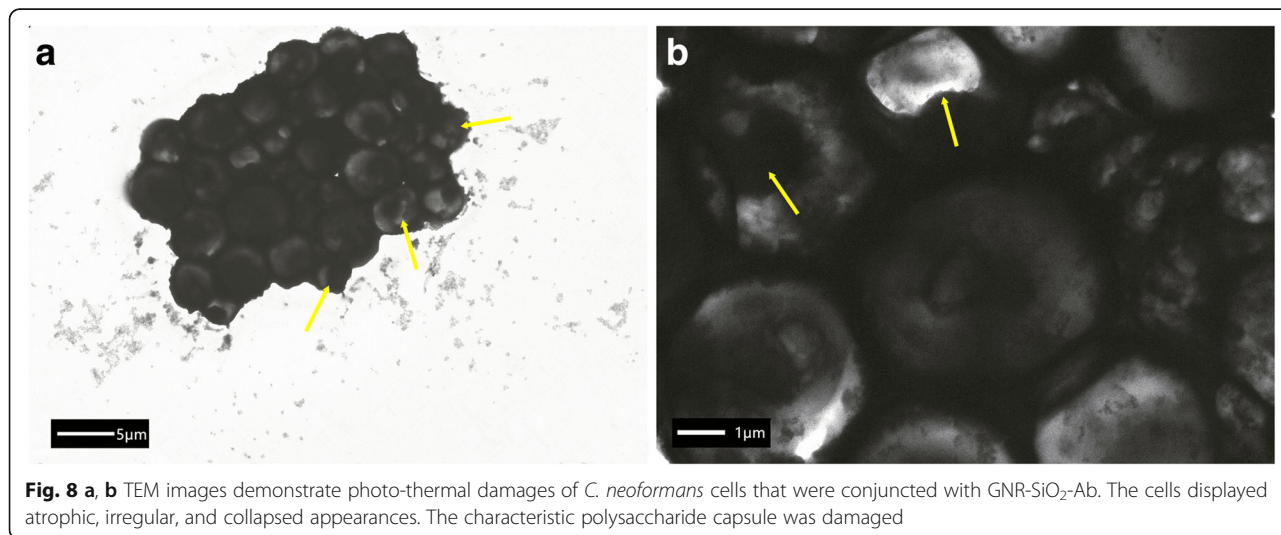 a
b
5μm
1μm
Fig. 8 a, b TEM images demonstrate photo-thermal damages of C. neoformans cells that were conjuncted with GNR-SiO₂-Ab. The cells displayed
atrophic, irregular, and collapsed appearances. The characteristic polysaccharide capsule was damaged